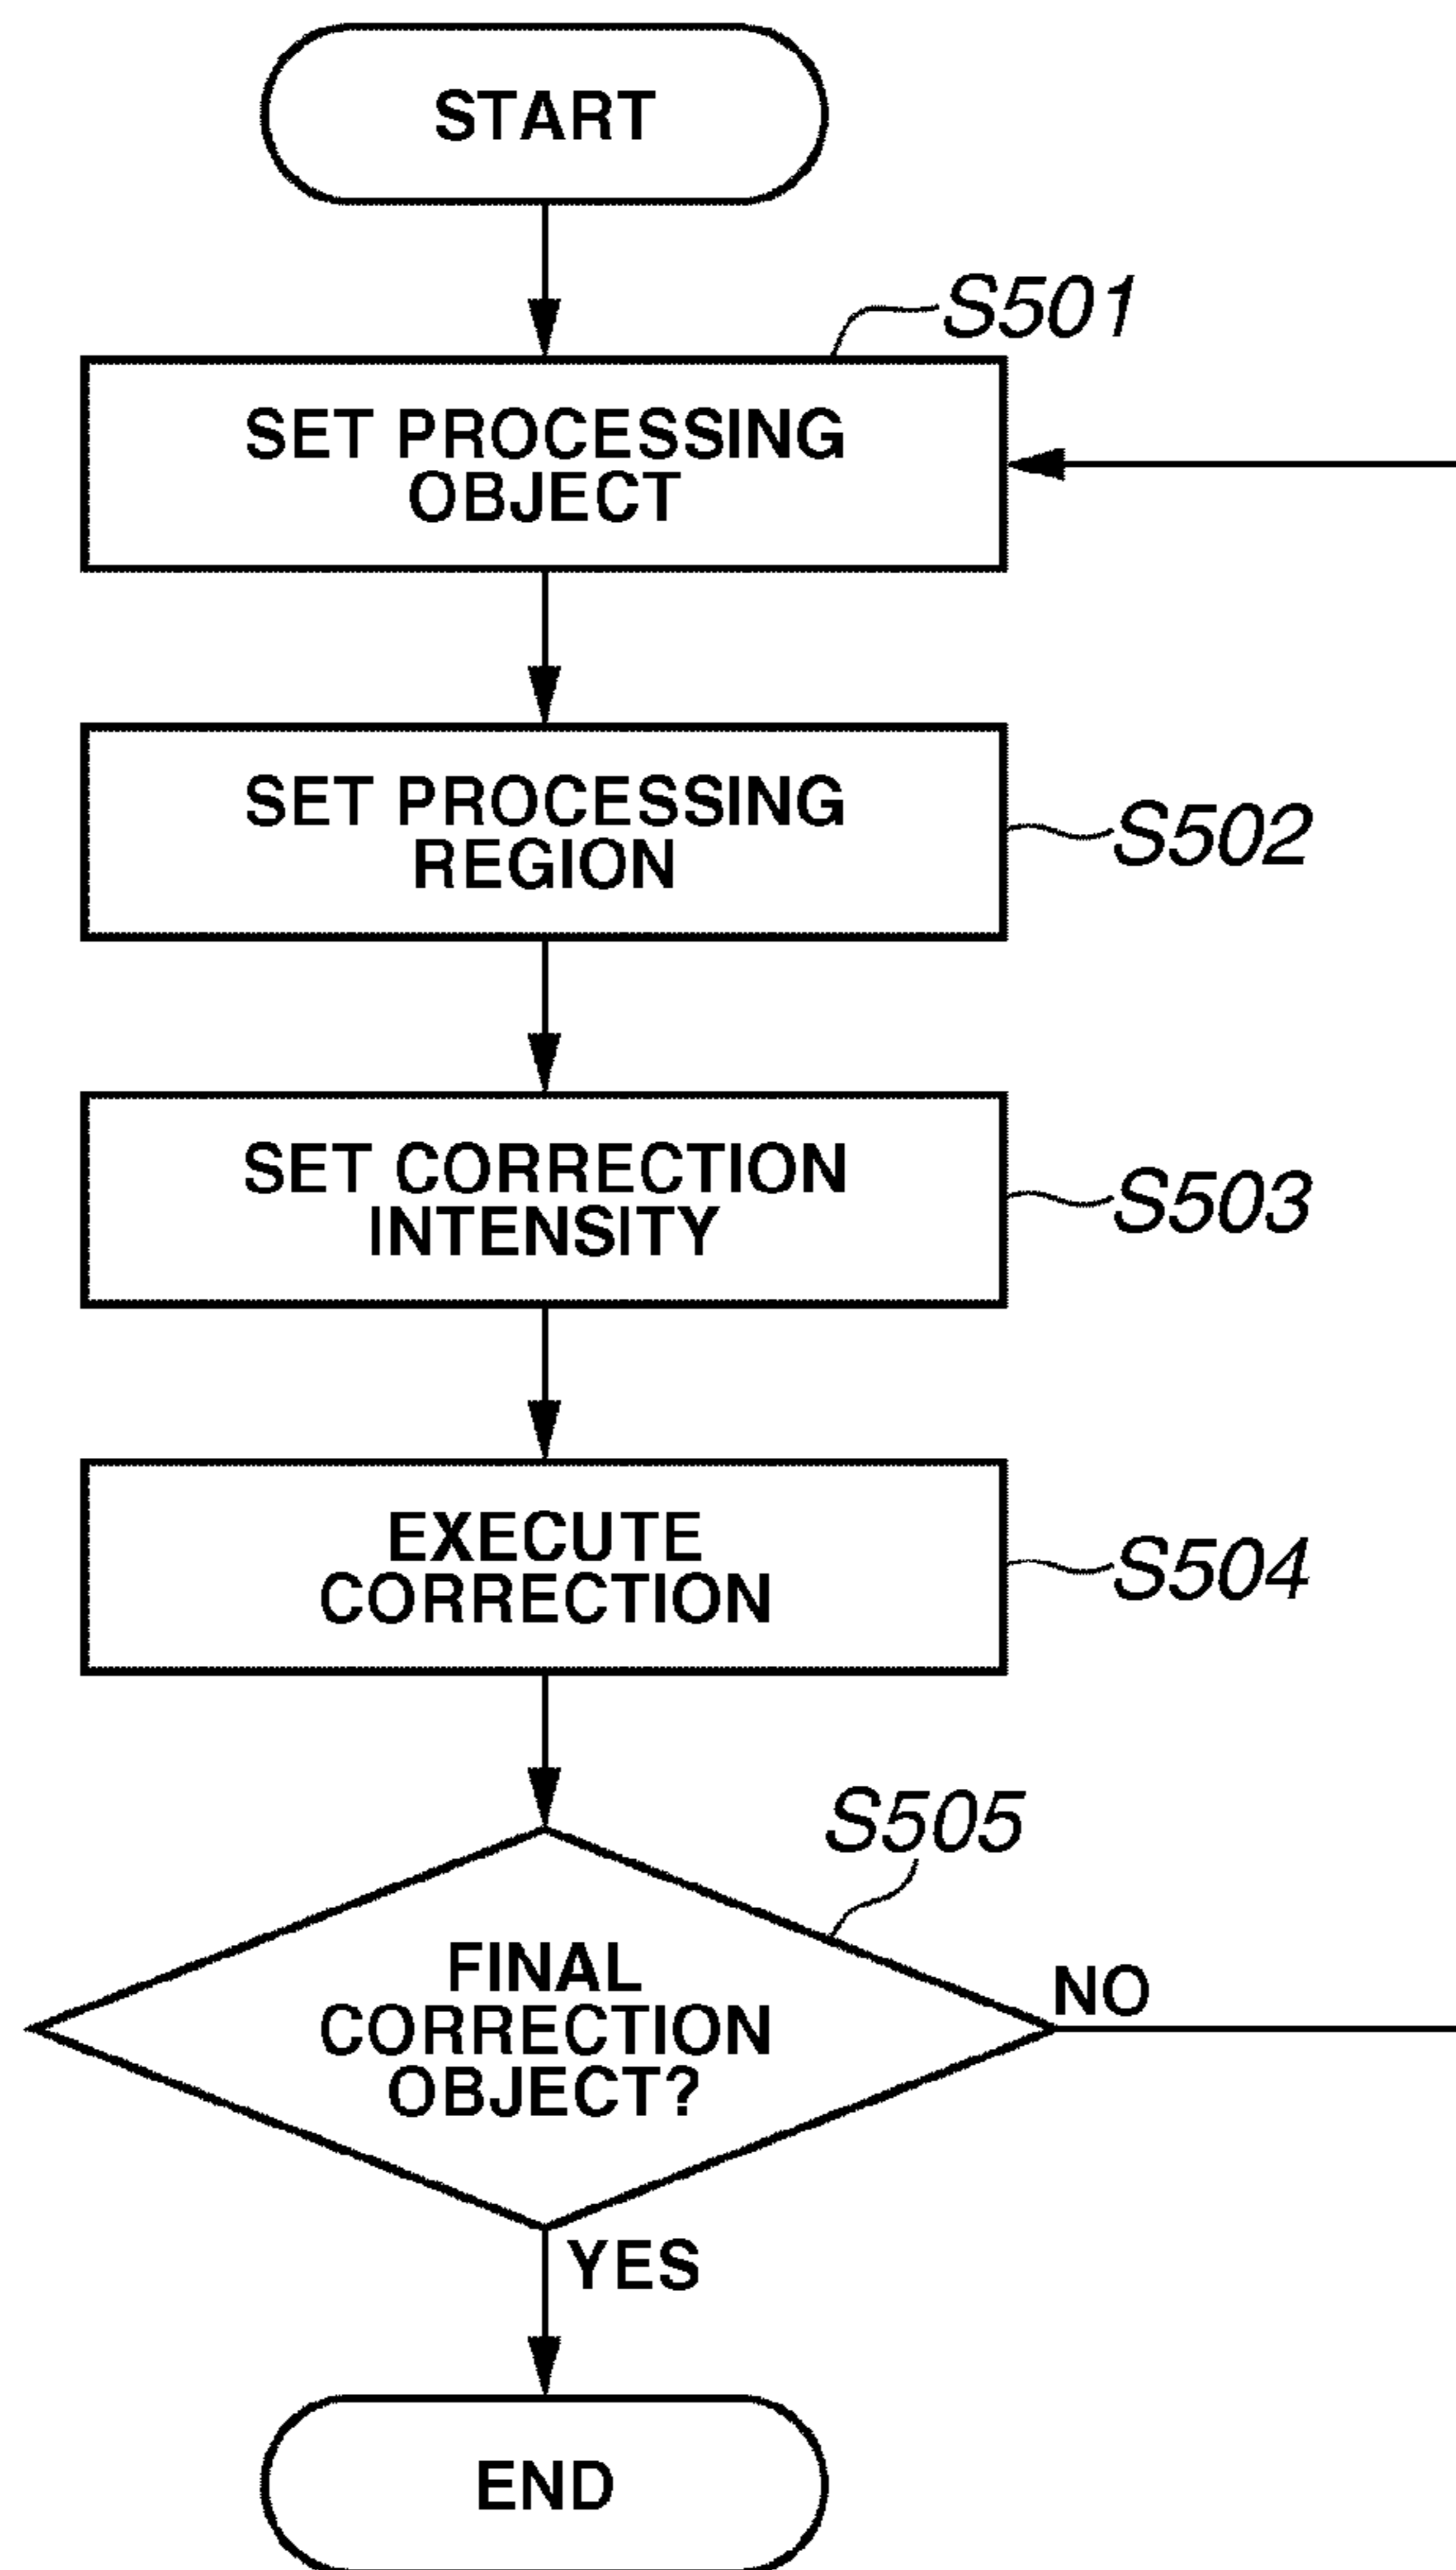 START
S501
SET PROCESSING
OBJECT
SET PROCESSING
REGION
S502
SET CORRECTION
INTENSITY
S503
EXECUTE
CORRECTION
S504
S505
FINAL
CORRECTION
OBJECT?
NO
YES
END